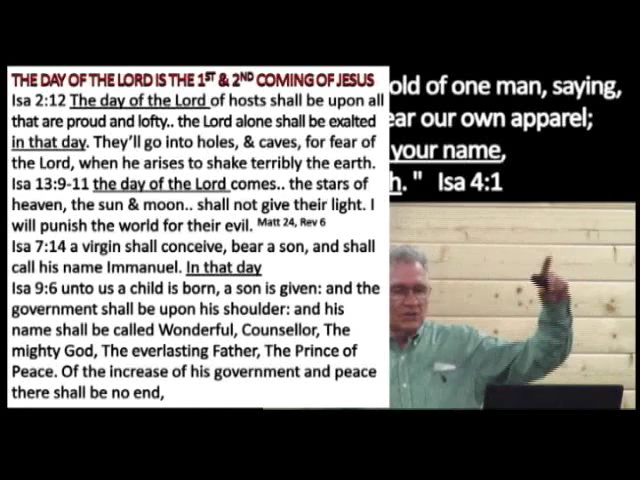 THE DAY OF THE LORD IS THE 1ST & 2ND COMING OF JESUS
Isa 2:12 The day of the Lord of hosts shall be upon all
that are proud and lofty.. the Lord alone shall be exalted
in that day. They'll go into holes, & caves, for fear of
the Lord, when he arises to shake terribly the earth.
Isa 13:9-11 the day of the Lord comes.. the stars of
heaven, the sun & moon.. shall not give their light. I
will punish the world for their evil. Matt 24, Rev 6
Isa 7:14 a virgin shall conceive, bear a son, and shall
call his name Immanuel. In that day
Isa 9:6 unto us a child is born, a son is given: and the
government shall be upon his shoulder: and his
name shall be called Wonderful, Counsellor, The
mighty God, The everlasting Father, The Prince of
Peace. Of the increase of his government and peace
there shall be no end,
old of one man, saying,
ear our own apparel;
your name,
h. " Isa 4:1